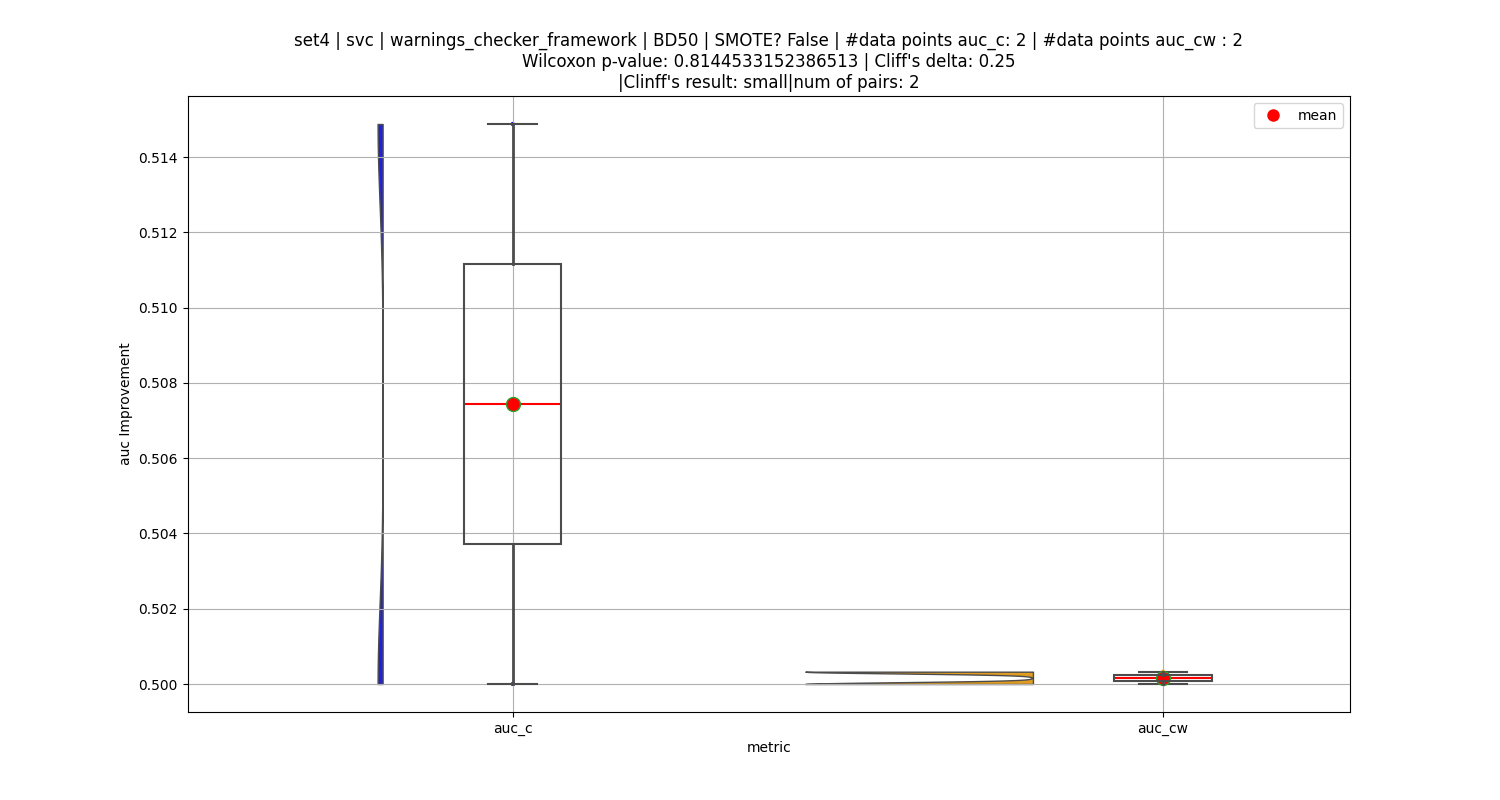 set4 | svc | warnings_checker_framework | BD50 | SMOTE? False | #data points auc_c: 2 | #data points auc_cw : 2
Wilcoxon p-value: 0.8144533152386513 | Cliff's delta: 0.25
|Clinff's result: small|num of pairs: 2
mean
0.514
0.512
0.510
0.508
0.506
0.504
0.502
0.500
auc Improvement
auc_c
auc_cw
metric